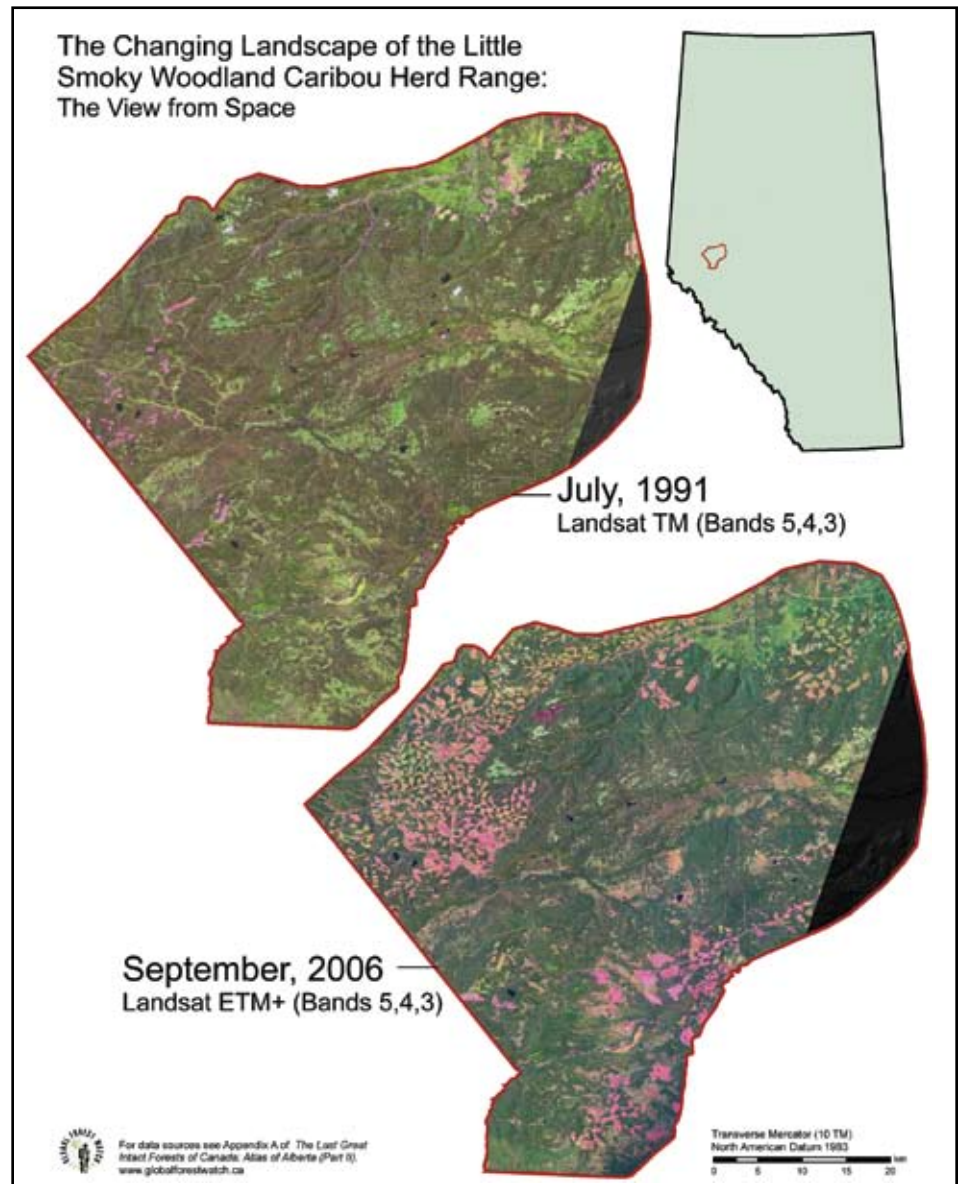 The Changing Landscape of the Little
Smoky Woodland Caribou Herd Range:
The View from Space
July, 1991
Landsat TM (Bands 5,4,3)
September, 2006
Landsat ETM+ (Bands 5,4,3)
GLOBAL FOREST WATCH
For data sources see Appendix A of The Last Great
Intact Forests of Canada: Atlas of Alberta (Part II).
www.globalforestwatch.ca
Transverse Mercator (10 TM)
North American Datum 1983
km
0 5 10 15 20